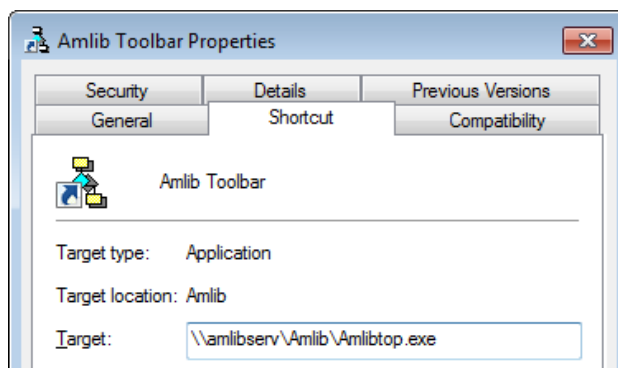 Amlib Toolbar Properties
Security Details Previous Versions
General Shortcut Compatibility
Amlib Toolbar
Target type: Application
Target location: Amlib
Target: \\amlibserv\Amlib\Amlibtop.exe